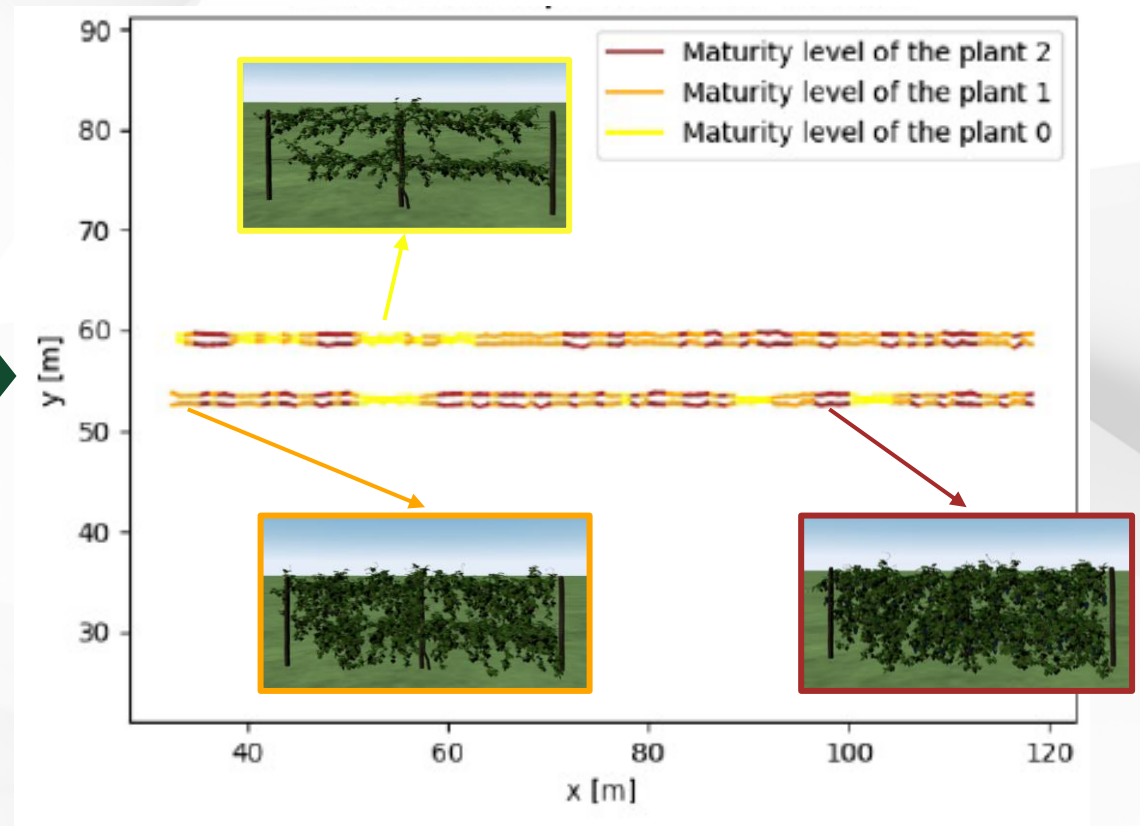 90
80
70
60
50
40
30
y [m]
Maturity level of the plant 2
Maturity level of the plant 1
Maturity level of the plant 0
40 60 80 100 120
x [m]